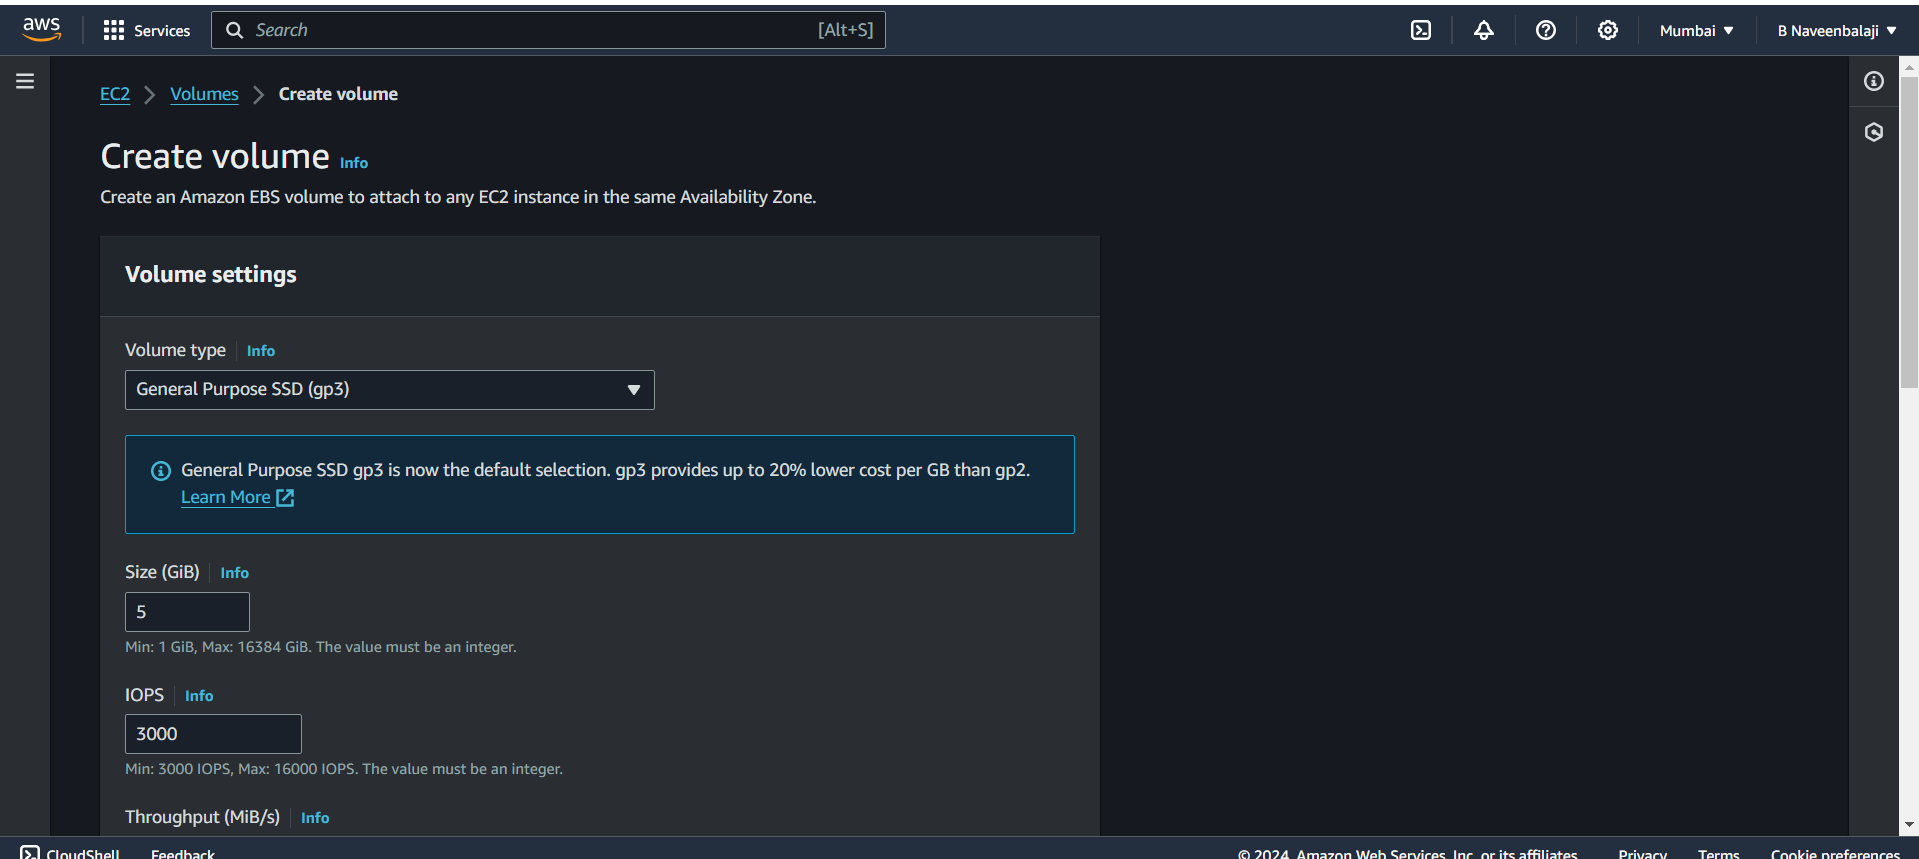 aws
Services
Search
[Alt+S]
Mumbai
B Naveenbalaji
EC2
Volumes
Create volume
Create volume Info
Create an Amazon EBS volume to attach to any EC2 instance in the same Availability Zone.
Volume settings
Volume type Info
General Purpose SSD (gp3)
General Purpose SSD gp3 is now the default selection. gp3 provides up to 20% lower cost per GB than gp2.
Learn More
Size (GiB) Info
5
Min: 1 GiB, Max: 16384 GiB. The value must be an integer.
IOPS Info
3000
Min: 3000 IOPS, Max: 16000 IOPS. The value must be an integer.
Throughput (MiB/s) Info
CloudShell
Feedback
© 2024, Amazon Web Services, Inc. or its affiliates.
Privacy
Terms
Cookie preferences